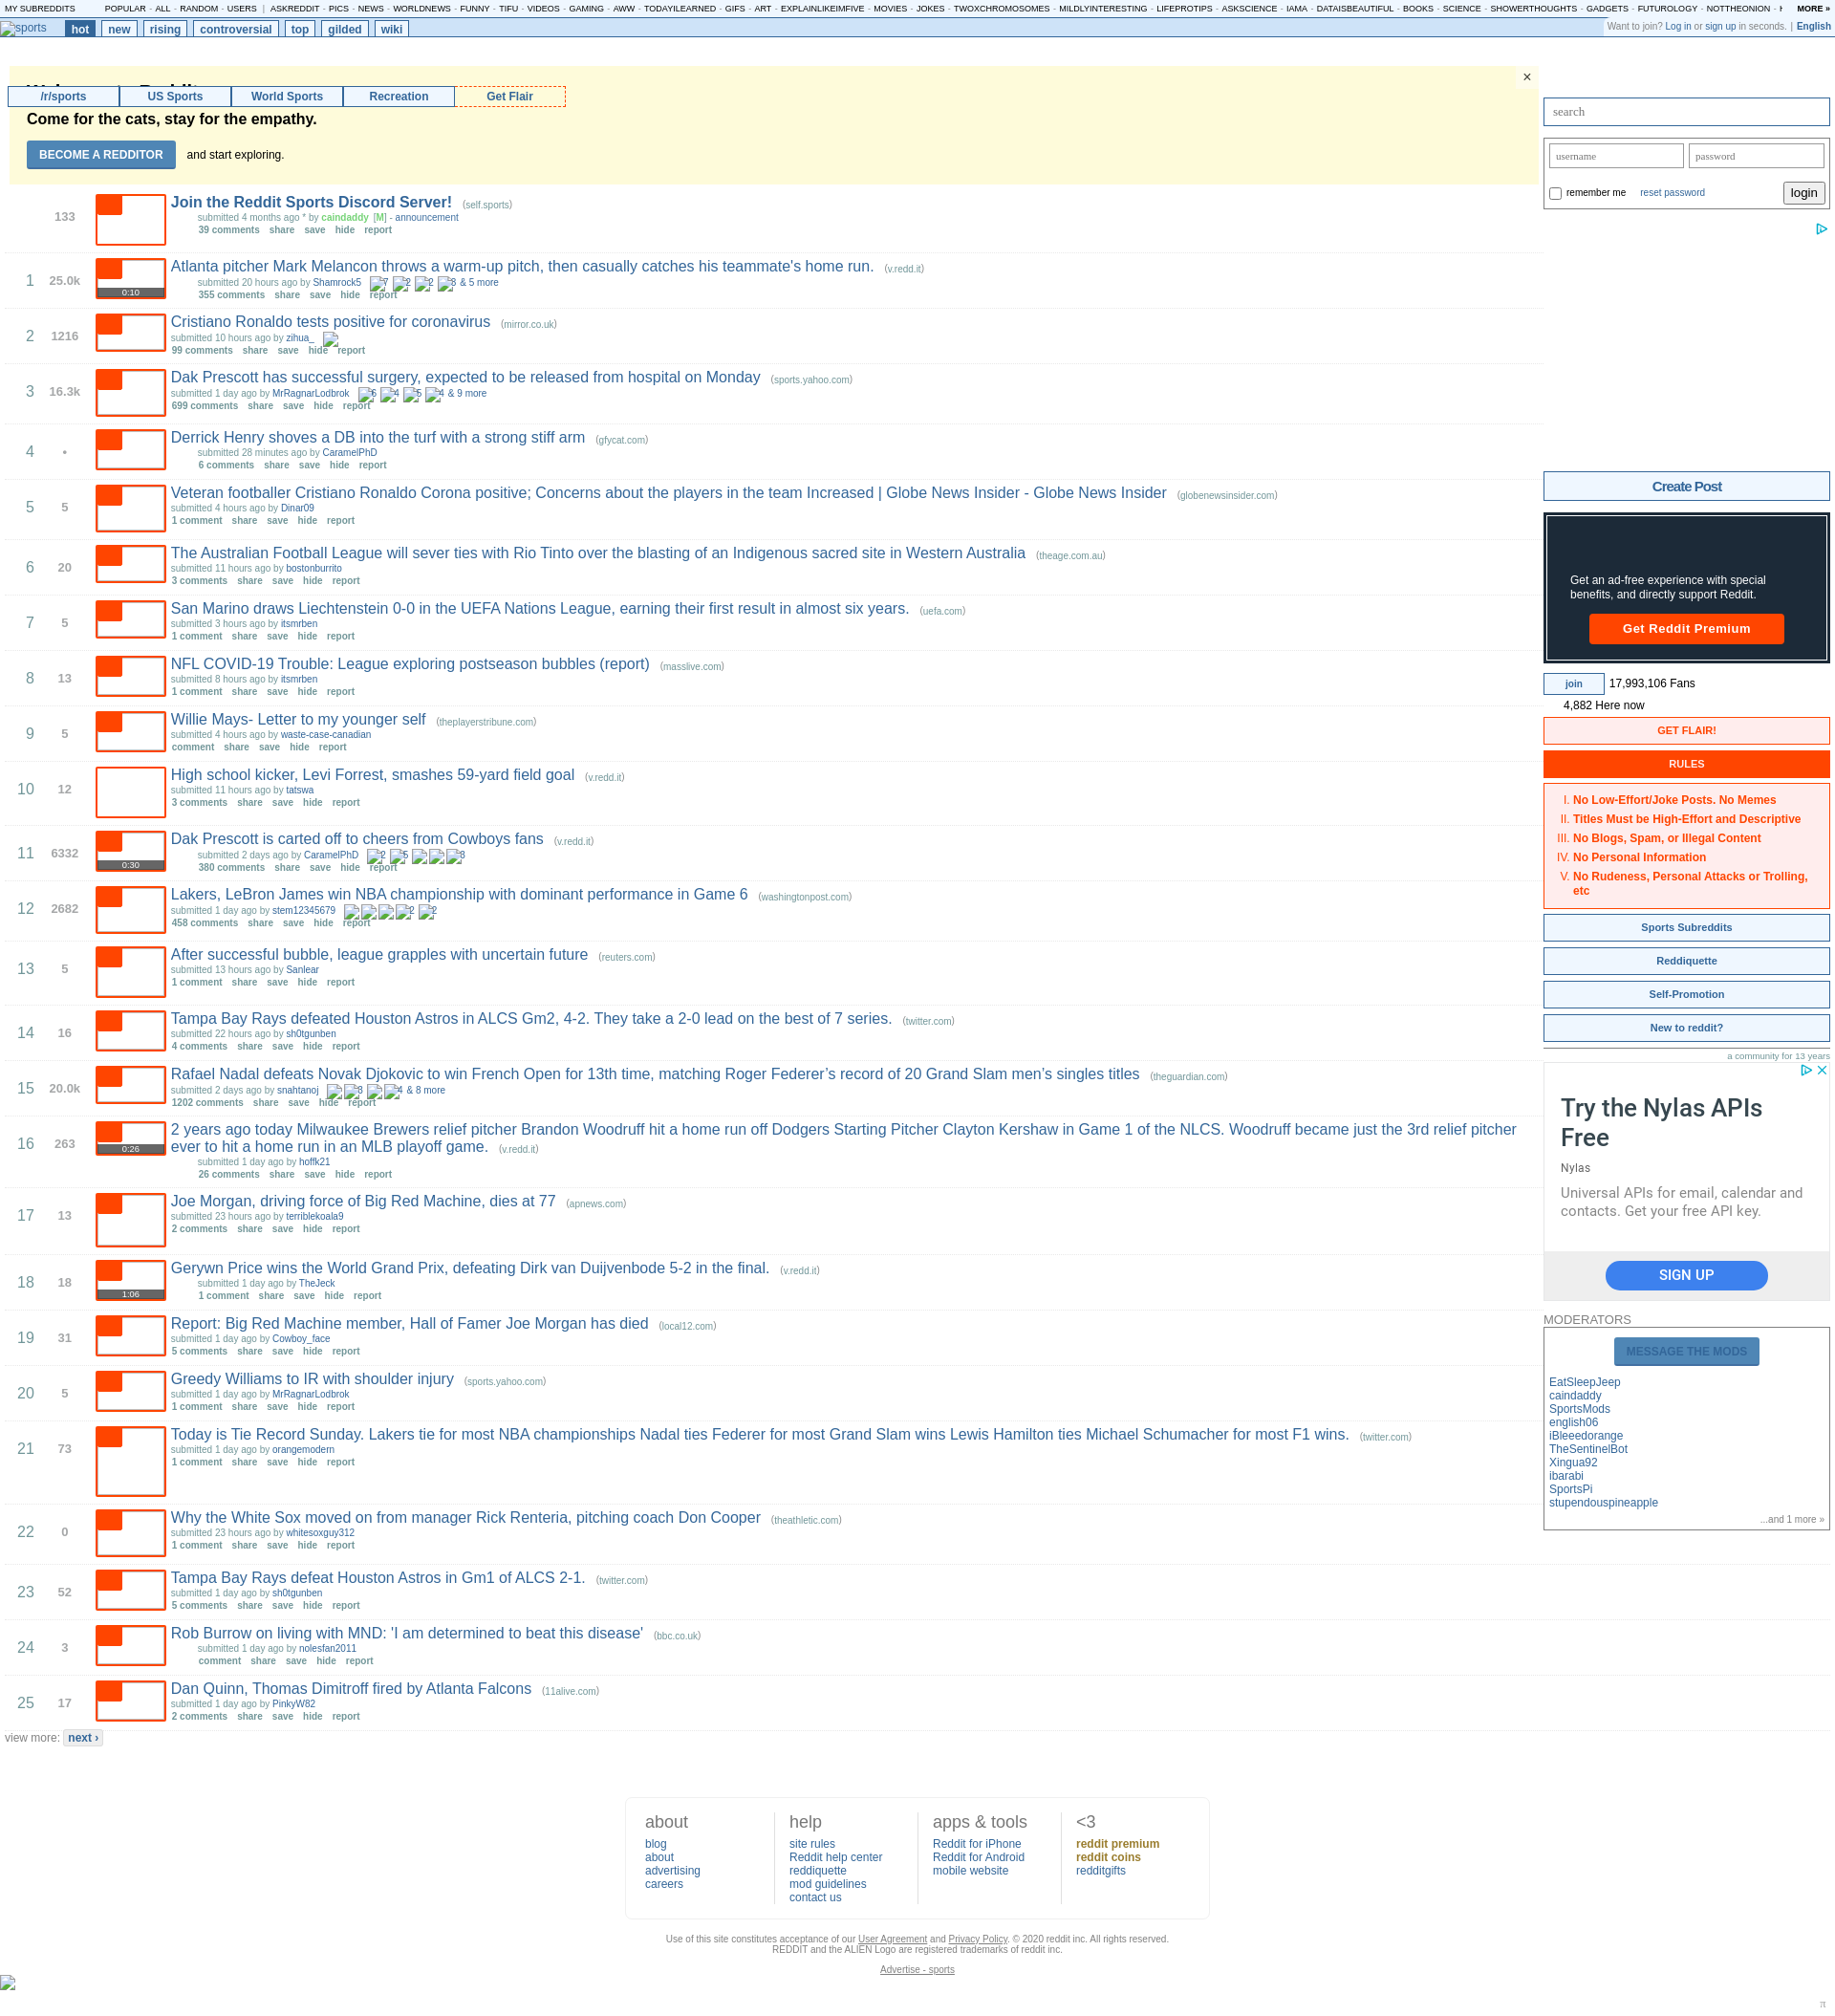 MY SUBREDDITS POPULAR - ALL - RANDOM - USERS | ASKREDDIT - PICS - NEWS - WORLDNEWS - FUNNY - TIFU - VIDEOS - GAMING - AWW - TODAYILEARNED - GIFS - ART - EXPLAINLIKEIMFIVE - MOVIES - JOKES - TWOXCHROMOSOMES - MILDLYINTERESTING - LIFEPROTIPS - ASKSCIENCE - IAMA - DATAISBEAUTIFUL - BOOKS - SCIENCE - SHOWERTHOUGHTS - GADGETS - FUTUROLOGY - NOTTHEONION - MORE »
sports hot new rising controversial top gilded wiki
Want to join? Log in or sign up in seconds. | English
×
/r/sports US Sports World Sports Recreation Get Flair
Come for the cats, stay for the empathy.
BECOME A REDDITOR and start exploring.
133
Join the Reddit Sports Discord Server! (self.sports)
submitted 4 months ago * by caindaddy [M] - announcement
39 comments share save hide report
1 25.0k 0:10
Atlanta pitcher Mark Melancon throws a warm-up pitch, then casually catches his teammate's home run. (v.redd.it)
submitted 20 hours ago by Shamrock5 7 2 2 3 & 5 more
355 comments share save hide report
2 1216
Cristiano Ronaldo tests positive for coronavirus (mirror.co.uk)
submitted 10 hours ago by zihua_
99 comments share save hide report
3 16.3k
Dak Prescott has successful surgery, expected to be released from hospital on Monday (sports.yahoo.com)
submitted 1 day ago by MrRagnarLodbrok 6 4 5 4 & 9 more
699 comments share save hide report
4 •
Derrick Henry shoves a DB into the turf with a strong stiff arm (gfycat.com)
submitted 28 minutes ago by CaramelPhD
6 comments share save hide report
5 5
Veteran footballer Cristiano Ronaldo Corona positive; Concerns about the players in the team Increased | Globe News Insider - Globe News Insider (globenewsinsider.com)
submitted 4 hours ago by Dinar09
1 comment share save hide report
6 20
The Australian Football League will sever ties with Rio Tinto over the blasting of an Indigenous sacred site in Western Australia (theage.com.au)
submitted 11 hours ago by bostonburrito
3 comments share save hide report
7 5
San Marino draws Liechtenstein 0-0 in the UEFA Nations League, earning their first result in almost six years. (uefa.com)
submitted 3 hours ago by itsmrben
1 comment share save hide report
8 13
NFL COVID-19 Trouble: League exploring postseason bubbles (report) (masslive.com)
submitted 8 hours ago by itsmrben
1 comment share save hide report
9 5
Willie Mays- Letter to my younger self (theplayerstribune.com)
submitted 4 hours ago by waste-case-canadian
comment share save hide report
10 12
High school kicker, Levi Forrest, smashes 59-yard field goal (v.redd.it)
submitted 11 hours ago by tatswa
3 comments share save hide report
11 6332 0:30
Dak Prescott is carted off to cheers from Cowboys fans (v.redd.it)
submitted 2 days ago by CaramelPhD 2 5 3
380 comments share save hide report
12 2682
Lakers, LeBron James win NBA championship with dominant performance in Game 6 (washingtonpost.com)
submitted 1 day ago by stem12345679 2 2
458 comments share save hide report
13 5
After successful bubble, league grapples with uncertain future (reuters.com)
submitted 13 hours ago by Sanlear
1 comment share save hide report
14 16
Tampa Bay Rays defeated Houston Astros in ALCS Gm2, 4-2. They take a 2-0 lead on the best of 7 series. (twitter.com)
submitted 22 hours ago by sh0tgunben
4 comments share save hide report
15 20.0k
Rafael Nadal defeats Novak Djokovic to win French Open for 13th time, matching Roger Federer’s record of 20 Grand Slam men’s singles titles (theguardian.com)
submitted 2 days ago by snahtanoj 3 4 & 8 more
1202 comments share save hide report
16 263 0:26
2 years ago today Milwaukee Brewers relief pitcher Brandon Woodruff hit a home run off Dodgers Starting Pitcher Clayton Kershaw in Game 1 of the NLCS. Woodruff became just the 3rd relief pitcher
ever to hit a home run in an MLB playoff game. (v.redd.it)
submitted 1 day ago by hoffk21
26 comments share save hide report
17 13
Joe Morgan, driving force of Big Red Machine, dies at 77 (apnews.com)
submitted 23 hours ago by terriblekoala9
2 comments share save hide report
18 18 1:06
Gerywn Price wins the World Grand Prix, defeating Dirk van Duijvenbode 5-2 in the final. (v.redd.it)
submitted 1 day ago by TheJeck
1 comment share save hide report
19 31
Report: Big Red Machine member, Hall of Famer Joe Morgan has died (local12.com)
submitted 1 day ago by Cowboy_face
5 comments share save hide report
20 5
Greedy Williams to IR with shoulder injury (sports.yahoo.com)
submitted 1 day ago by MrRagnarLodbrok
1 comment share save hide report
21 73
Today is Tie Record Sunday. Lakers tie for most NBA championships Nadal ties Federer for most Grand Slam wins Lewis Hamilton ties Michael Schumacher for most F1 wins. (twitter.com)
submitted 1 day ago by orangemodern
1 comment share save hide report
22 0
Why the White Sox moved on from manager Rick Renteria, pitching coach Don Cooper (theathletic.com)
submitted 23 hours ago by whitesoxguy312
1 comment share save hide report
23 52
Tampa Bay Rays defeat Houston Astros in Gm1 of ALCS 2-1. (twitter.com)
submitted 1 day ago by sh0tgunben
5 comments share save hide report
24 3
Rob Burrow on living with MND: 'I am determined to beat this disease' (bbc.co.uk)
submitted 1 day ago by nolesfan2011
comment share save hide report
25 17
Dan Quinn, Thomas Dimitroff fired by Atlanta Falcons (11alive.com)
submitted 1 day ago by PinkyW82
2 comments share save hide report
view more: next ›
search
username password
remember me reset password login
Create Post
Get an ad-free experience with special
benefits, and directly support Reddit.
Get Reddit Premium
join 17,993,106 Fans
4,882 Here now
GET FLAIR!
RULES
I. No Low-Effort/Joke Posts. No Memes
II. Titles Must be High-Effort and Descriptive
III. No Blogs, Spam, or Illegal Content
IV. No Personal Information
V. No Rudeness, Personal Attacks or Trolling,
etc
Sports Subreddits
Reddiquette
Self-Promotion
New to reddit?
a community for 13 years
Try the Nylas APIs
Free
Nylas
Universal APIs for email, calendar and
contacts. Get your free API key.
SIGN UP
MODERATORS
MESSAGE THE MODS
EatSleepJeep
caindaddy
SportsMods
english06
iBleeedorange
TheSentinelBot
Xingua92
ibarabi
SportsPi
stupendouspineapple
...and 1 more »
about
blog
about
advertising
careers
help
site rules
Reddit help center
reddiquette
mod guidelines
contact us
apps & tools
Reddit for iPhone
Reddit for Android
mobile website
<3
reddit premium
reddit coins
redditgifts
Use of this site constitutes acceptance of our User Agreement and Privacy Policy. © 2020 reddit inc. All rights reserved.
REDDIT and the ALIEN Logo are registered trademarks of reddit inc.
Advertise - sports
π